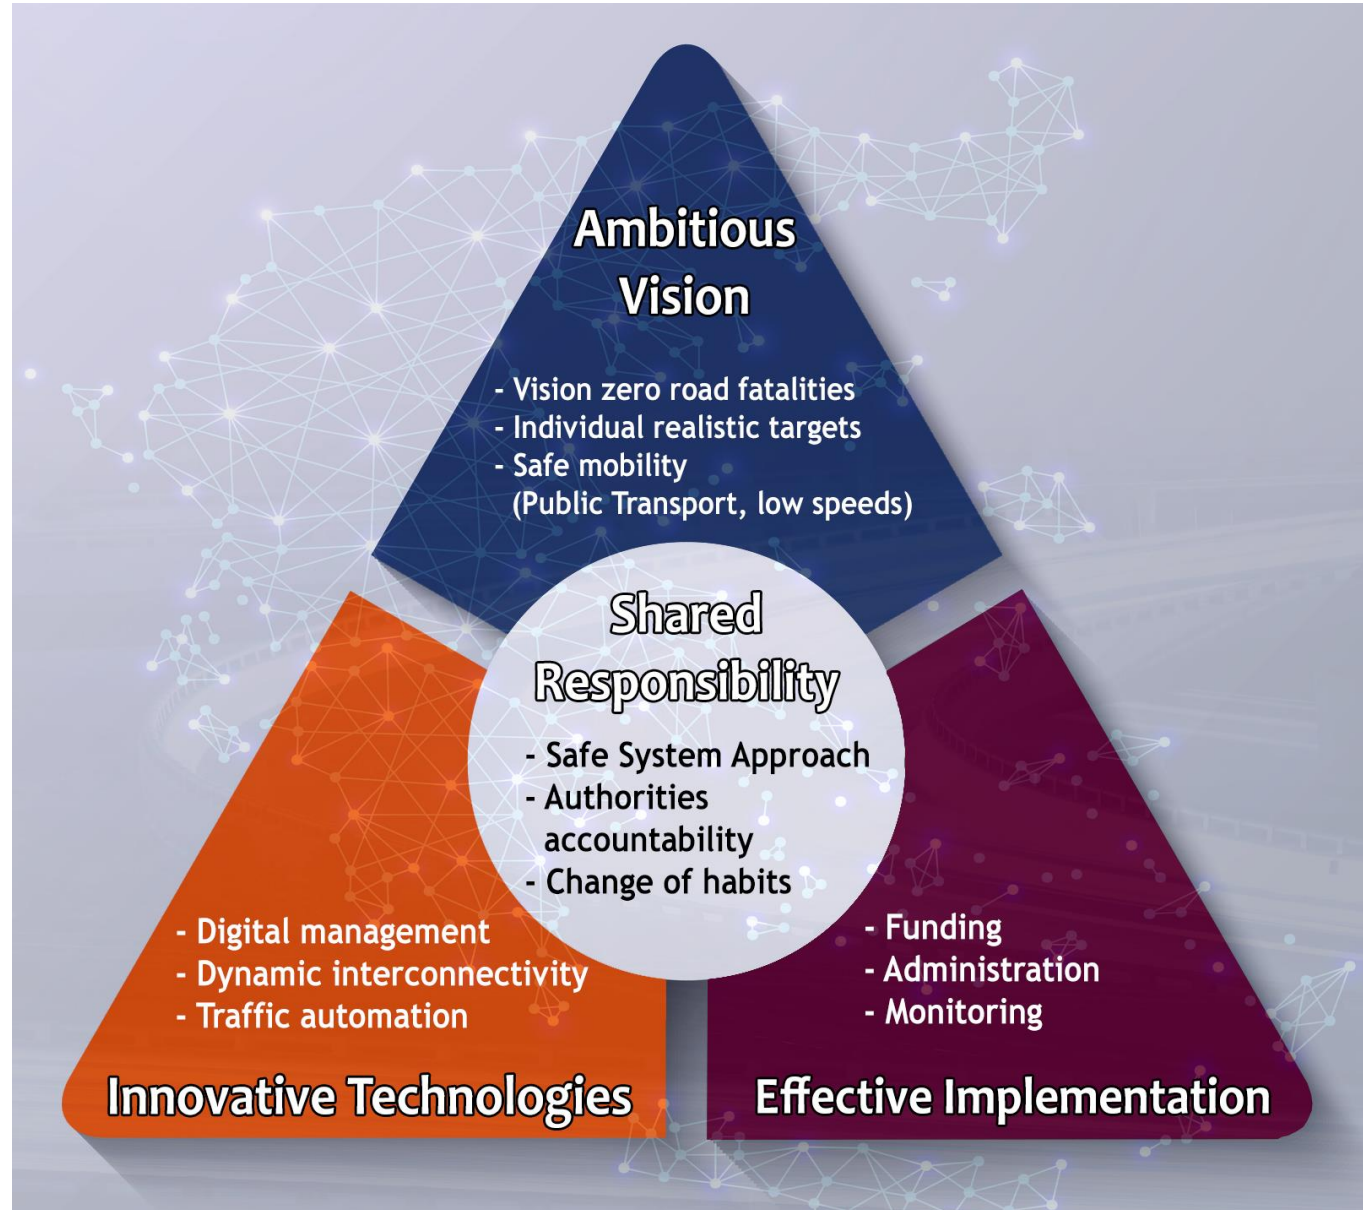 Ambitious
Vision
- Vision zero road fatalities
- Individual realistic targets
- Safe mobility
(Public Transport, low speeds)
Shared
Responsibility
- Safe System Approach
- Authorities
accountability
- Change of habits
- Digital management
- Dynamic interconnectivity
- Traffic automation
Innovative Technologies
- Funding
- Administration
- Monitoring
Effective Implementation